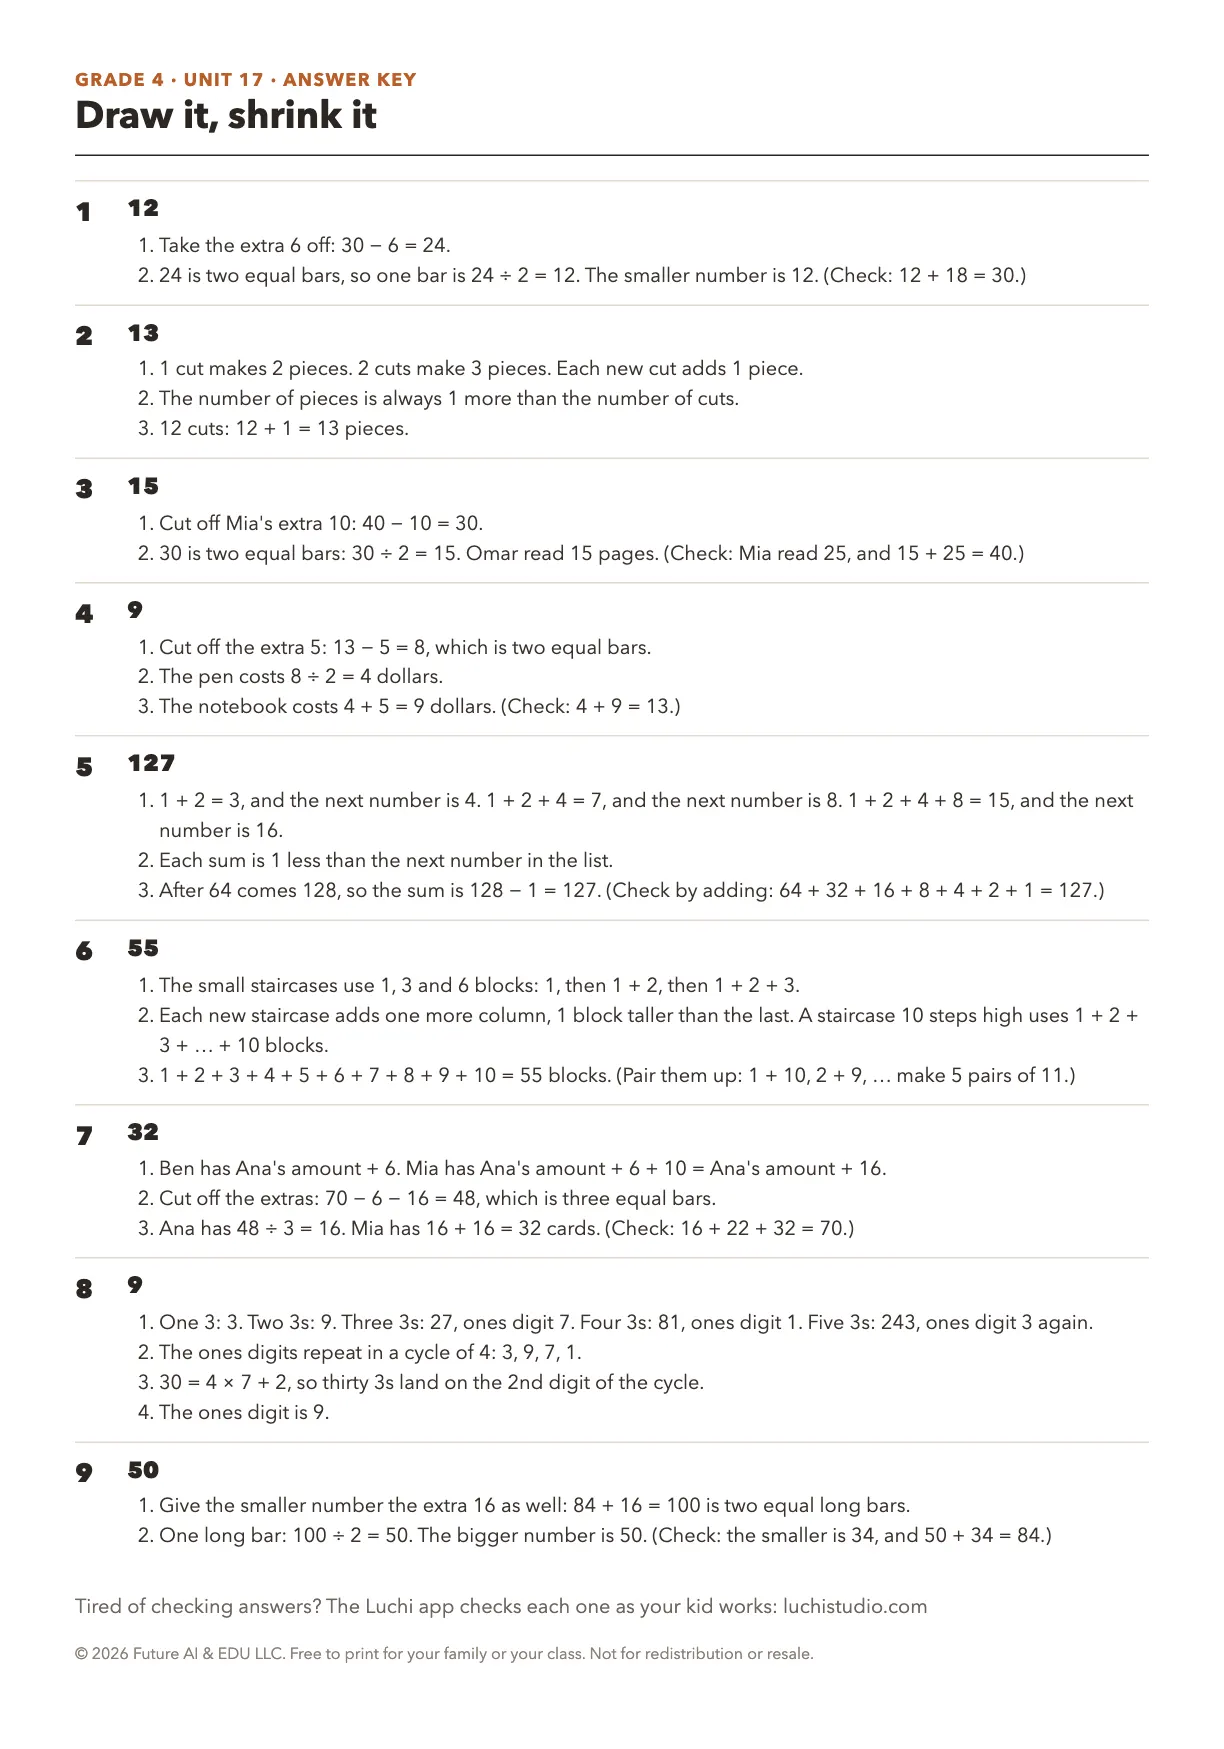 GRADE 4 · UNIT 17 · ANSWER KEY
Draw it, shrink it
1 12
1. Take the extra 6 off: 30 − 6 = 24.
2. 24 is two equal bars, so one bar is 24 ÷ 2 = 12. The smaller number is 12. (Check: 12 + 18 = 30.)
2 13
1. 1 cut makes 2 pieces. 2 cuts make 3 pieces. Each new cut adds 1 piece.
2. The number of pieces is always 1 more than the number of cuts.
3. 12 cuts: 12 + 1 = 13 pieces.
3 15
1. Cut off Mia's extra 10: 40 − 10 = 30.
2. 30 is two equal bars: 30 ÷ 2 = 15. Omar read 15 pages. (Check: Mia read 25, and 15 + 25 = 40.)
4 9
1. Cut off the extra 5: 13 − 5 = 8, which is two equal bars.
2. The pen costs 8 ÷ 2 = 4 dollars.
3. The notebook costs 4 + 5 = 9 dollars. (Check: 4 + 9 = 13.)
5 127
1. 1 + 2 = 3, and the next number is 4. 1 + 2 + 4 = 7, and the next number is 8. 1 + 2 + 4 + 8 = 15, and the next
number is 16.
2. Each sum is 1 less than the next number in the list.
3. After 64 comes 128, so the sum is 128 − 1 = 127. (Check by adding: 64 + 32 + 16 + 8 + 4 + 2 + 1 = 127.)
6 55
1. The small staircases use 1, 3 and 6 blocks: 1, then 1 + 2, then 1 + 2 + 3.
2. Each new staircase adds one more column, 1 block taller than the last. A staircase 10 steps high uses 1 + 2 +
3 + … + 10 blocks.
3. 1 + 2 + 3 + 4 + 5 + 6 + 7 + 8 + 9 + 10 = 55 blocks. (Pair them up: 1 + 10, 2 + 9, … make 5 pairs of 11.)
7 32
1. Ben has Ana's amount + 6. Mia has Ana's amount + 6 + 10 = Ana's amount + 16.
2. Cut off the extras: 70 − 6 − 16 = 48, which is three equal bars.
3. Ana has 48 ÷ 3 = 16. Mia has 16 + 16 = 32 cards. (Check: 16 + 22 + 32 = 70.)
8 9
1. One 3: 3. Two 3s: 9. Three 3s: 27, ones digit 7. Four 3s: 81, ones digit 1. Five 3s: 243, ones digit 3 again.
2. The ones digits repeat in a cycle of 4: 3, 9, 7, 1.
3. 30 = 4 × 7 + 2, so thirty 3s land on the 2nd digit of the cycle.
4. The ones digit is 9.
9 50
1. Give the smaller number the extra 16 as well: 84 + 16 = 100 is two equal long bars.
2. One long bar: 100 ÷ 2 = 50. The bigger number is 50. (Check: the smaller is 34, and 50 + 34 = 84.)
Tired of checking answers? The Luchi app checks each one as your kid works: luchistudio.com
© 2026 Future AI & EDU LLC. Free to print for your family or your class. Not for redistribution or resale.